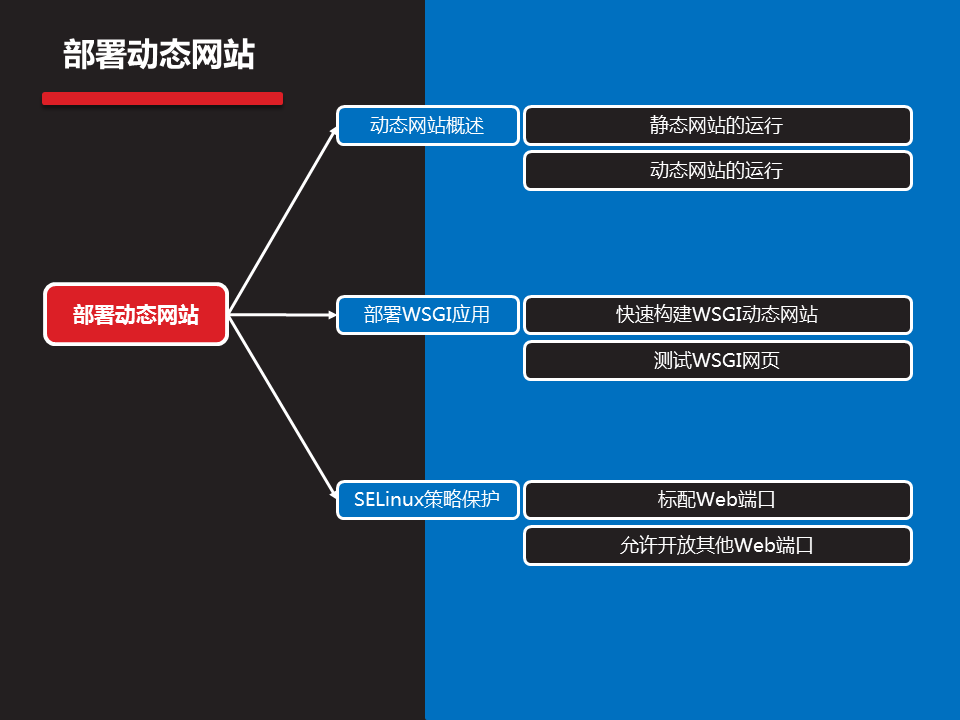 部署动态网站
动态网站概述
静态网站的运行
动态网站的运行
部署动态网站
部署WSGI应用
快速构建WSGI动态网站
测试WSGI网页
SELinux策略保护
标配Web端口
允许开放其他Web端口